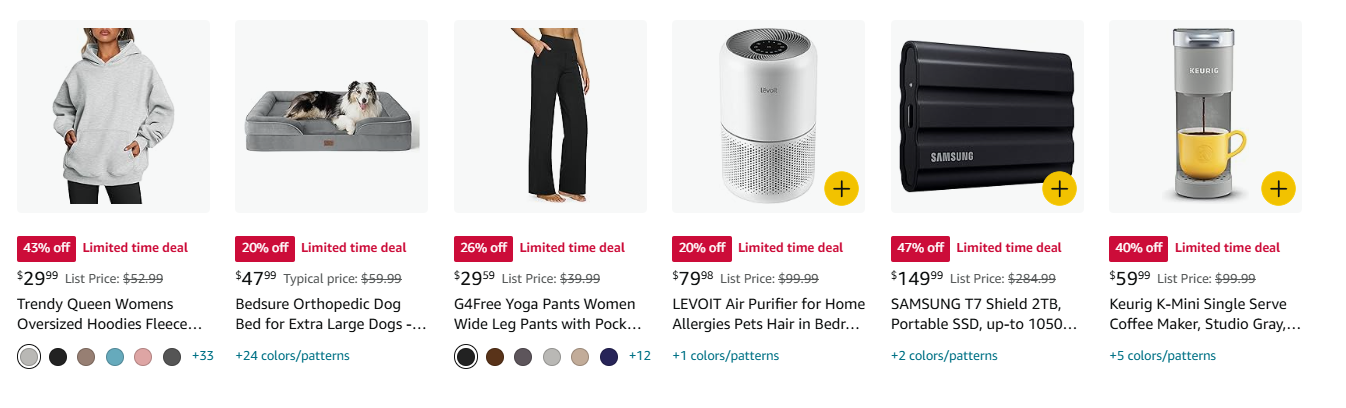 43% off Limited time deal
$29.99 List Price: $52.99
Trendy Queen Womens
Oversized Hoodies Fleece…
+33
20% off Limited time deal
$47.99 Typical price: $59.99
Bedsure Orthopedic Dog
Bed for Extra Large Dogs -…
+24 colors/patterns
26% off Limited time deal
$29.59 List Price: $39.99
G4Free Yoga Pants Women
Wide Leg Pants with Pock…
+12
levoit
20% off Limited time deal
$79.98 List Price: $99.99
LEVOIT Air Purifier for Home
Allergies Pets Hair in Bedr…
+1 colors/patterns
SAMSUNG
47% off Limited time deal
$149.99 List Price: $284.99
SAMSUNG T7 Shield 2TB,
Portable SSD, up-to 1050…
+2 colors/patterns
KEURIG
40% off Limited time deal
$59.99 List Price: $99.99
Keurig K-Mini Single Serve
Coffee Maker, Studio Gray,…
+5 colors/patterns